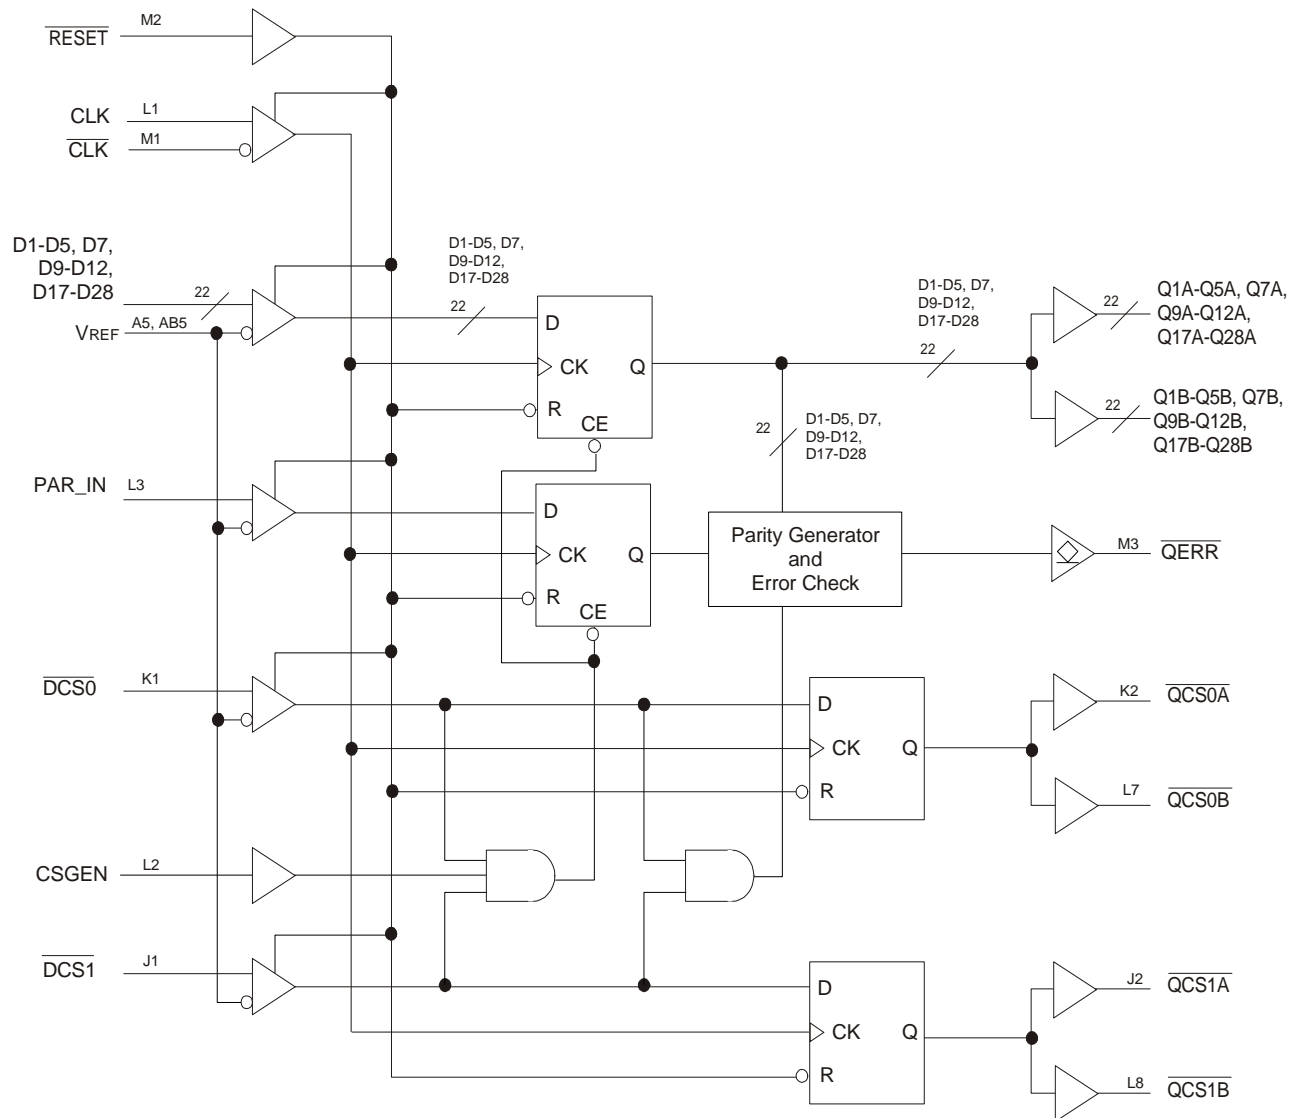 RESET
M2
CLK
L1
CLK
M1
D1-D5, D7,
D9-D12,
D17-D28
22
VREF
A5, AB5
D1-D5, D7,
D9-D12,
D17-D28
22
D
CK
Q
R
CE
D1-D5, D7,
D9-D12,
D17-D28
22
D1-D5, D7,
D9-D12,
D17-D28
22
22
Q1A-Q5A, Q7A,
Q9A-Q12A,
Q17A-Q28A
22
Q1B-Q5B, Q7B,
Q9B-Q12B,
Q17B-Q28B
PAR_IN
L3
D
CK
Q
R
CE
Parity Generator
and
Error Check
M3
QERR
DCS0
K1
D
CK
Q
R
K2
QCS0A
L7
QCS0B
CSGEN
L2
DCS1
J1
D
CK
Q
R
J2
QCS1A
L8
QCS1B